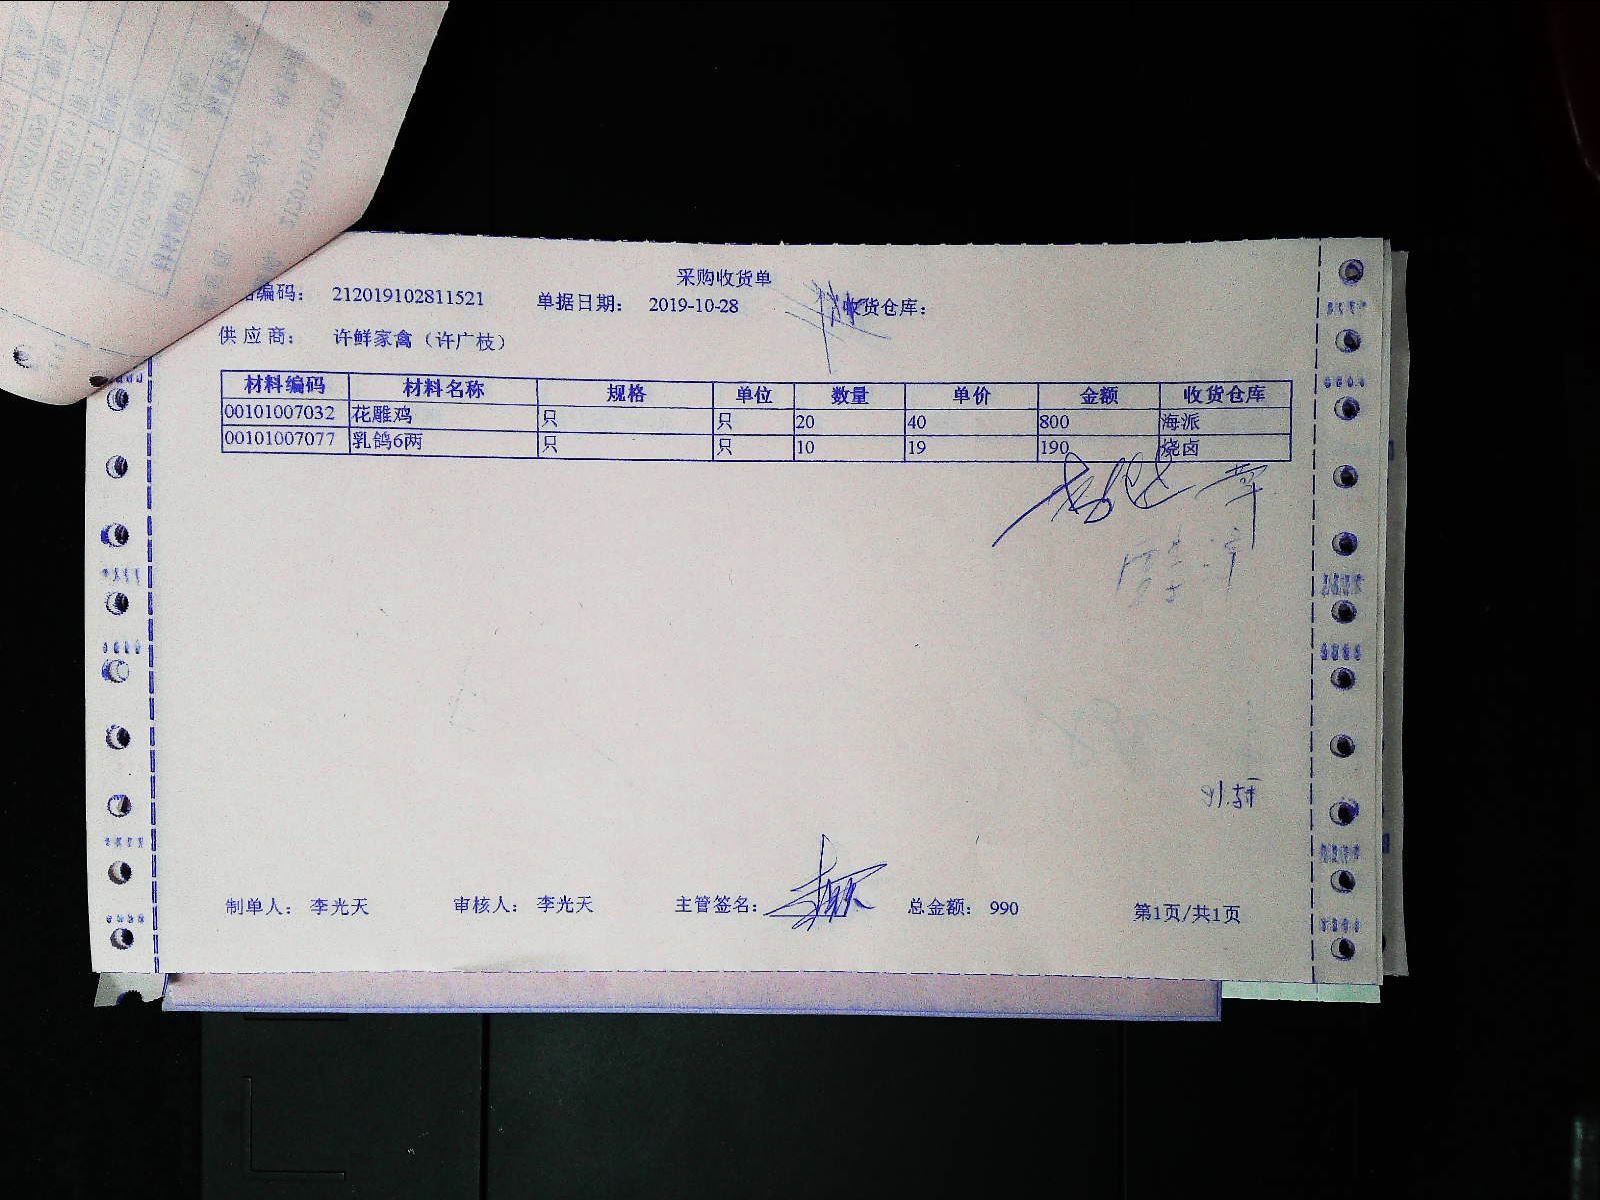 采购收货单
编码： 212019102811521 单据日期： 2019-10-28 收货仓库：
供应商： 许鲜家禽（许广枝）
材料编码 材料名称 规格 单位 数量 单价 金额 收货仓库
00101007032 花雕鸡 只 只 20 40 800 海派
00101007077 乳鸽6两 只 只 10 19 190 烧卤
制单人： 李光天 审核人： 李光天 主管签名： 总金额： 990 第1页/共1页